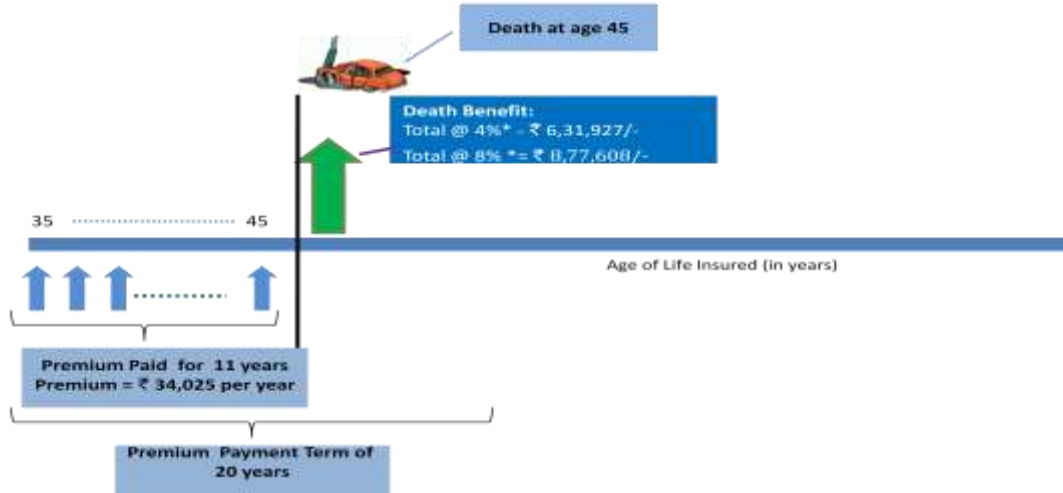 Death at age 45
Death Benefit:
Total @ 4%* - ₹ 6,31,927/-
Total @ 8% *= ₹ 8,77,608/-
35 45
Age of Life Insured (in years)
Premium Paid for 11 years
Premium = ₹ 34,025 per year
Premium Payment Term of
20 years